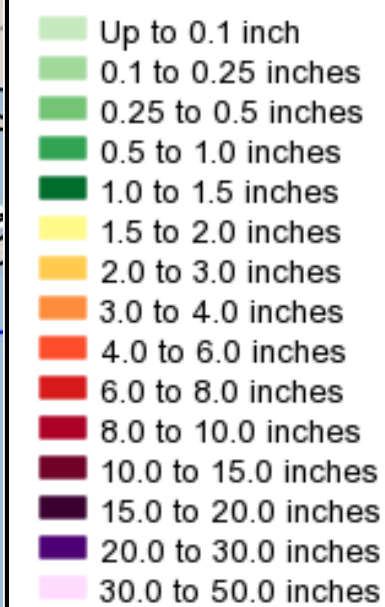 Up to 0.1 inch
0.1 to 0.25 inches
0.25 to 0.5 inches
0.5 to 1.0 inches
1.0 to 1.5 inches
1.5 to 2.0 inches
2.0 to 3.0 inches
3.0 to 4.0 inches
4.0 to 6.0 inches
6.0 to 8.0 inches
8.0 to 10.0 inches
10.0 to 15.0 inches
15.0 to 20.0 inches
20.0 to 30.0 inches
30.0 to 50.0 inches